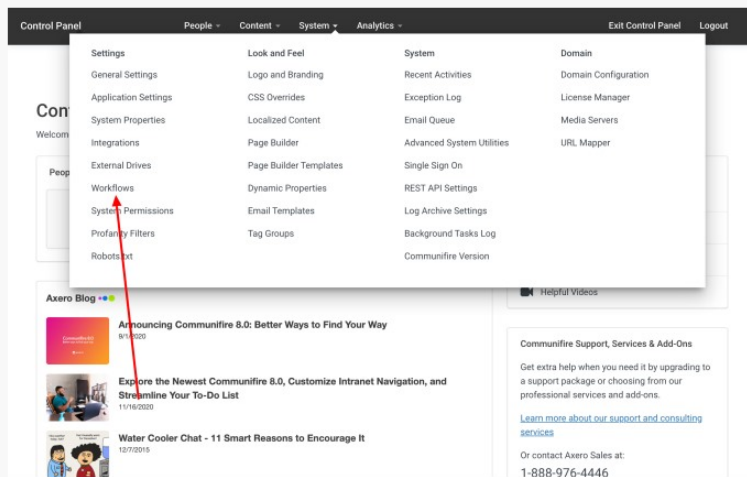 Control Panel People Content System Analytics Exit Control Panel Logout
Settings
General Settings
Application Settings
System Properties
Integrations
External Drives
Workflows
System Permissions
Profanity Filters
Robots.txt
Look and Feel
Logo and Branding
CSS Overrides
Localized Content
Page Builder
Page Builder Templates
Dynamic Properties
Email Templates
Tag Groups
System
Recent Activities
Exception Log
Email Queue
Advanced System Utilities
Single Sign On
REST API Settings
Log Archive Settings
Background Tasks Log
Communifire Version
Domain
Domain Configuration
License Manager
Media Servers
URL Mapper
Con
Welcom
Peop
Axero Blog
Announcing Communifire 8.0: Better Ways to Find Your Way
9/1/2020
Explore the Newest Communifire 8.0, Customize Intranet Navigation, and
Streamline Your To-Do List
11/16/2020
Water Cooler Chat - 11 Smart Reasons to Encourage It
12/7/2015
Helpful Videos
Communifire Support, Services & Add-Ons
Get extra help when you need it by upgrading to
a support package or choosing from our
professional services and add-ons.
Learn more about our support and consulting
services
Or contact Axero Sales at:
1-888-976-4446